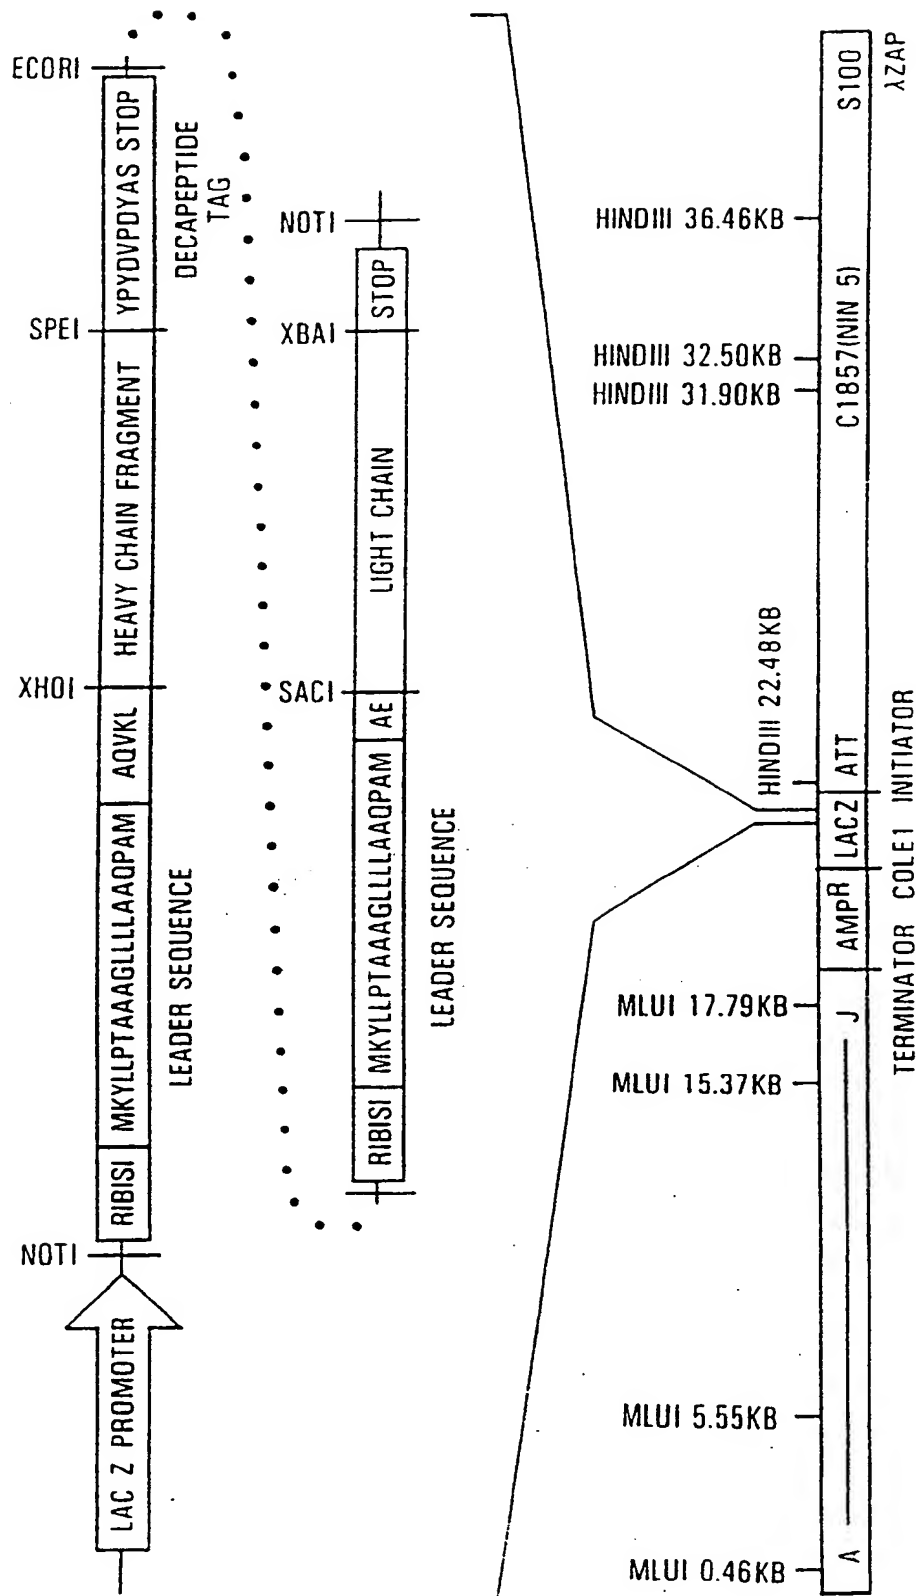 LAC Z PROMOTER
NOTI
RIBISI
MKYLLPTAAAGLLLLAAQPAM
AQVKL
XHOI
HEAVY CHAIN FRAGMENT
SPEI
YPYDVPDYAS STOP
ECORI
LEADER SEQUENCE
DECAPEPTIDE
TAG
RIBISI
MKYLLPTAAAGLLLLAAQPAM
AE
SACI
LIGHT CHAIN
XBAI
STOP
NOTI
LEADER SEQUENCE
MLUI 0.46KB
MLUI 5.55KB
MLUI 15.37KB
MLUI 17.79KB
HINDIII 22.48KB
HINDIII 31.90KB
HINDIII 32.50KB
HINDIII 36.46KB
A
J
AMPR
LACZ
ATT
C1857(NIN 5)
S100
TERMINATOR COLE1 INITIATOR
λZAP